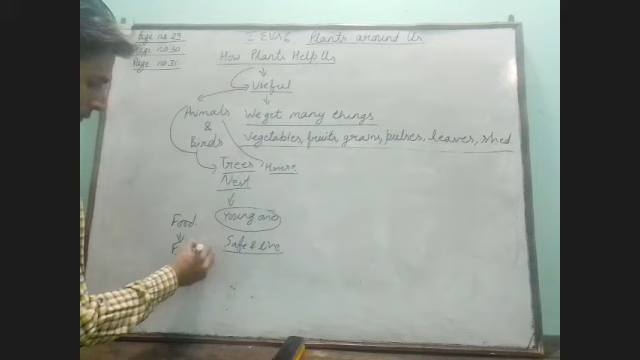 Page no 29
Page no 30
Page no 31
I EVS Plants around Us
How Plants Help Us
Useful
Animals
&
Birds
We get many things
Vegetables, fruits, grains, pulses, leaves, shed
Trees
House
Nest
Food
Young ones
Safe & live
F